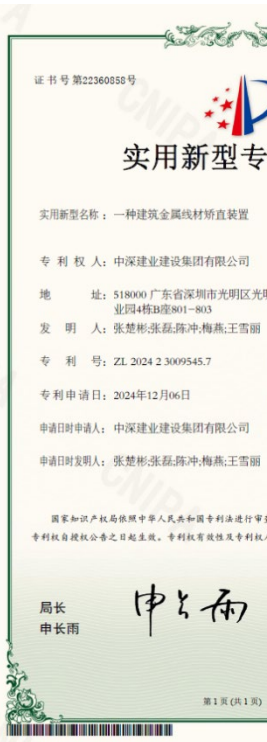 证书号第22360858号
实用新型专
实用新型名称：一种建筑金属线材矫直装置
专利权人：中深建业建设集团有限公司
地址：518000 广东省深圳市光明区光明
业园4栋B座801-803
发明人：张楚彬;张磊;陈冲;梅燕;王雪丽
专利号：ZL 2024 2 3009545.7
专利申请日：2024年12月06日
申请日时申请人：中深建业建设集团有限公司
申请日时发明人：张楚彬;张磊;陈冲;梅燕;王雪丽
国家知识产权局依照中华人民共和国专利法进行审查
专利权自授权公告之日起生效。专利权有效性及专利权人
局长
申长雨
申长雨
第1页(共1页)
CNIPA
CNIPA